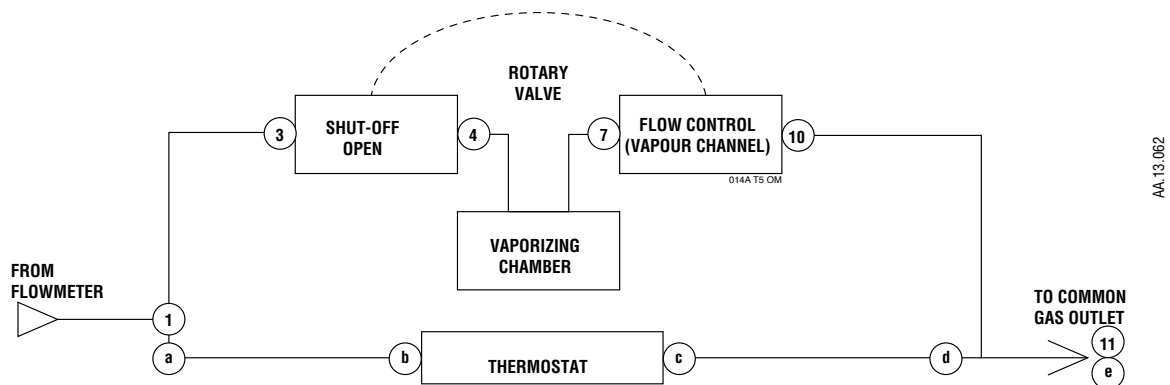 ROTARY
VALVE
3
SHUT-OFF
OPEN
4
7
FLOW CONTROL
(VAPOUR CHANNEL)
10
014A T5 OM
AA.13.062
VAPORIZING
CHAMBER
FROM
FLOWMETER
1
TO COMMON
GAS OUTLET
11
a
b
THERMOSTAT
c
d
e